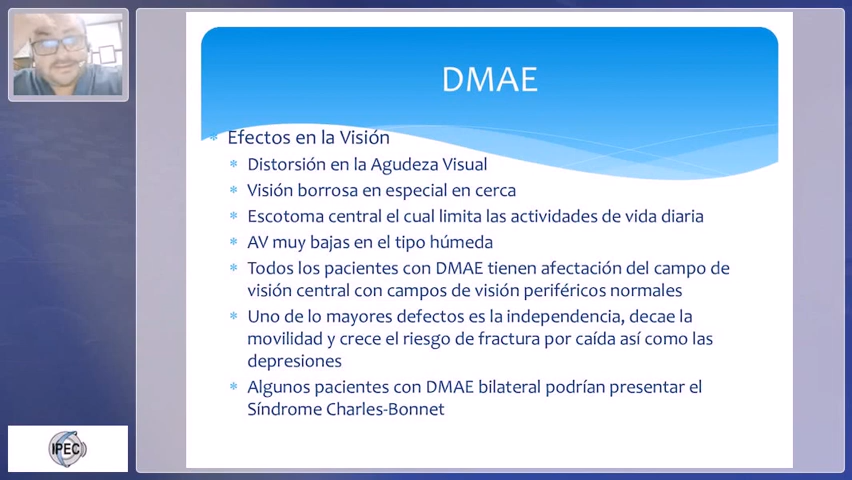 DMAE
Efectos en la Visión
Distorsión en la Agudeza Visual
Visión borrosa en especial en cerca
Escotoma central el cual limita las actividades de vida diaria
AV muy bajas en el tipo húmeda
Todos los pacientes con DMAE tienen afectación del campo de
visión central con campos de visión periféricos normales
Uno de lo mayores defectos es la independencia, decae la
movilidad y crece el riesgo de fractura por caída así como las
depresiones
Algunos pacientes con DMAE bilateral podrían presentar el
Síndrome Charles-Bonnet
IPEC